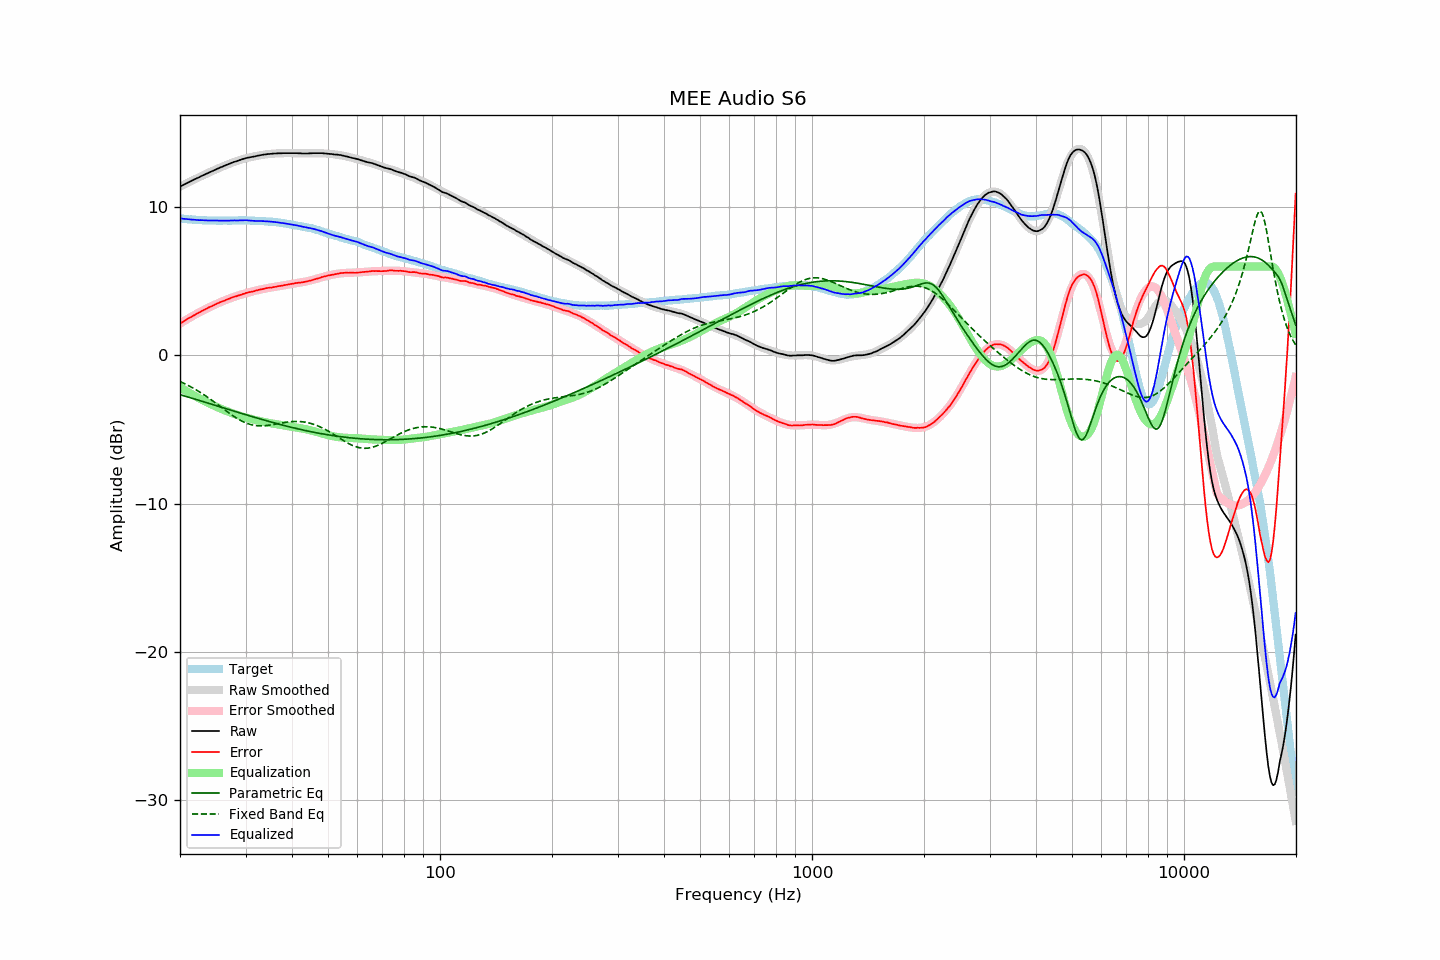 MEE Audio S6
10
0
−10
−20
−30
Amplitude (dBr)
100
1000
10000
Frequency (Hz)
Target
Raw Smoothed
Error Smoothed
Raw
Error
Equalization
Parametric Eq
Fixed Band Eq
Equalized